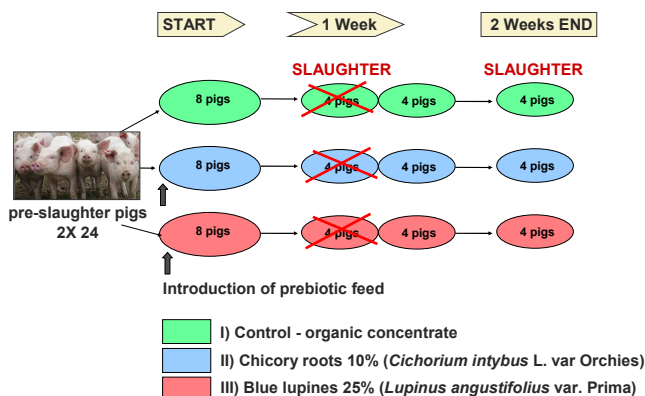 START
1 Week
2 Weeks END
SLAUGHTER
SLAUGHTER
8 pigs
4 pigs
4 pigs
4 pigs
8 pigs
4 pigs
4 pigs
4 pigs
pre-slaughter pigs
2X 24
8 pigs
4 pigs
4 pigs
4 pigs
Introduction of prebiotic feed
I) Control - organic concentrate
II) Chicory roots 10% (Cichorium intybus L. var Orchies)
III) Blue lupines 25% (Lupinus angustifolius var. Prima)